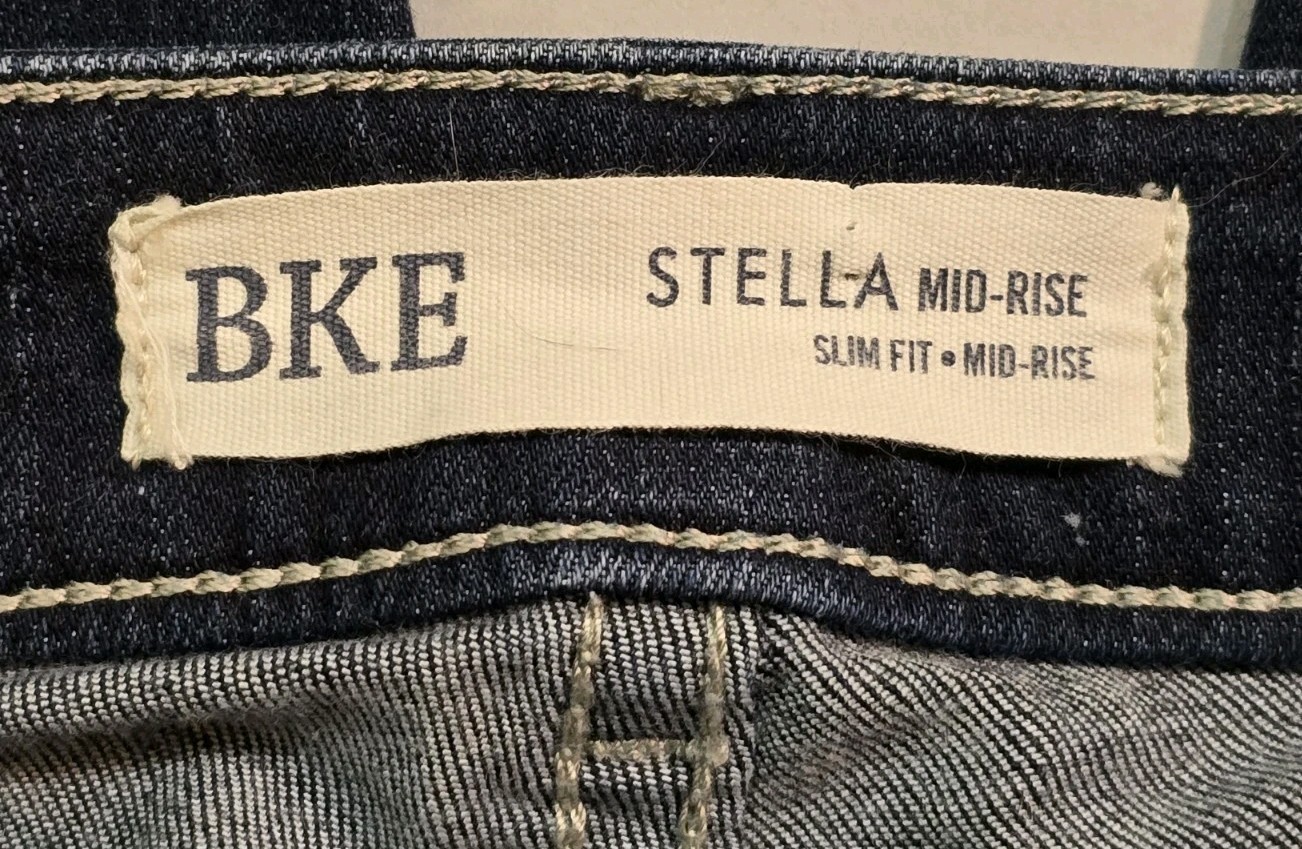 BKE
STELLA MID-RISE
SLIM FIT • MID-RISE